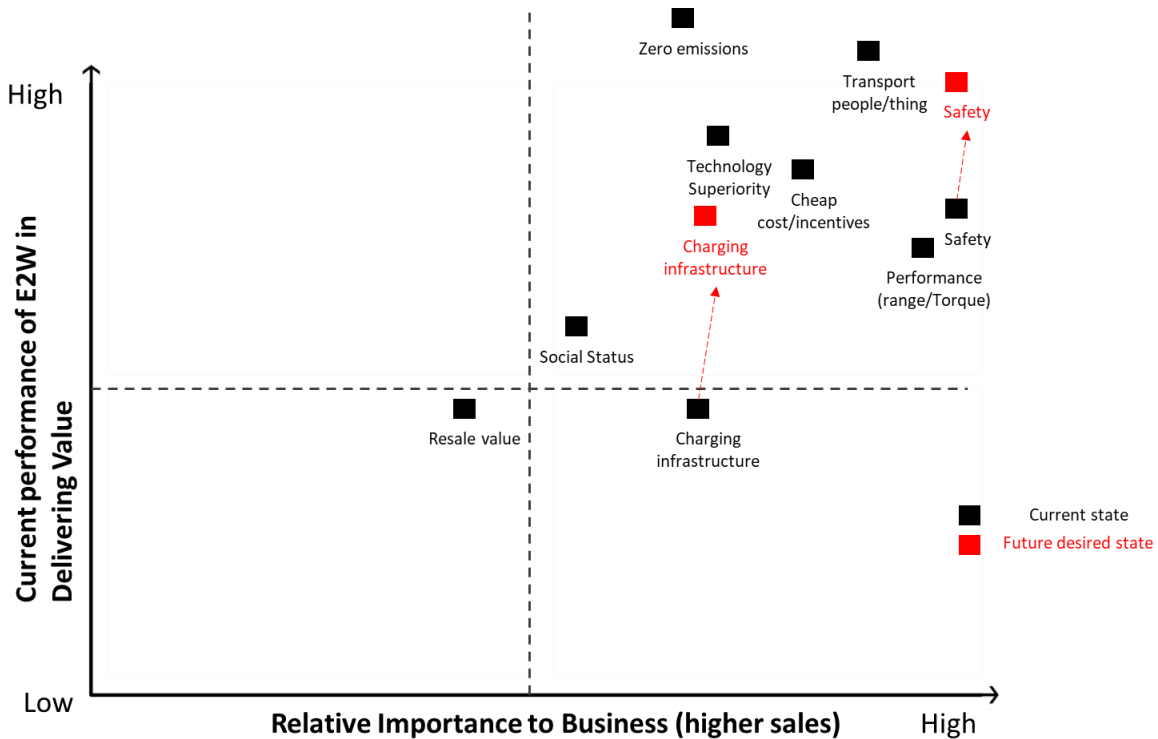 Zero emissions
High
Transport
people/thing
Safety
Technology
Superiority
Cheap
cost/incentives
Charging
infrastructure
Safety
Performance
(range/Torque)
Social Status
Current performance of E2W in
Delivering Value
Resale value
Charging
infrastructure
Current state
Future desired state
Low
Relative Importance to Business (higher sales)
High